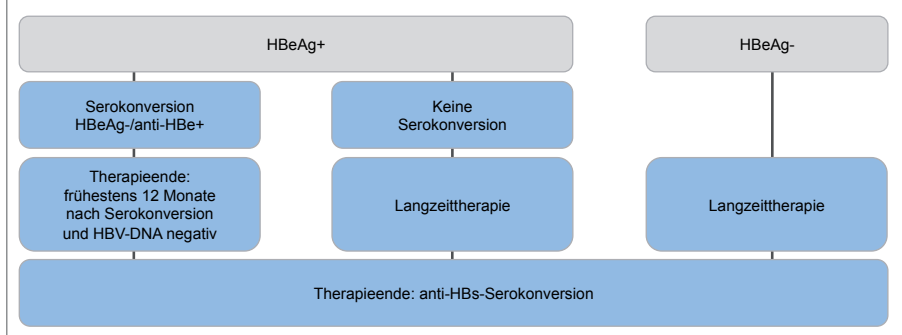 HBeAg+
HBeAg-
Serokonversion
HBeAg-/anti-HBe+
Keine
Serokonversion
Therapieende:
frühestens 12 Monate
nach Serokonversion
und HBV-DNA negativ
Langzeittherapie
Langzeittherapie
Therapieende: anti-HBs-Serokonversion